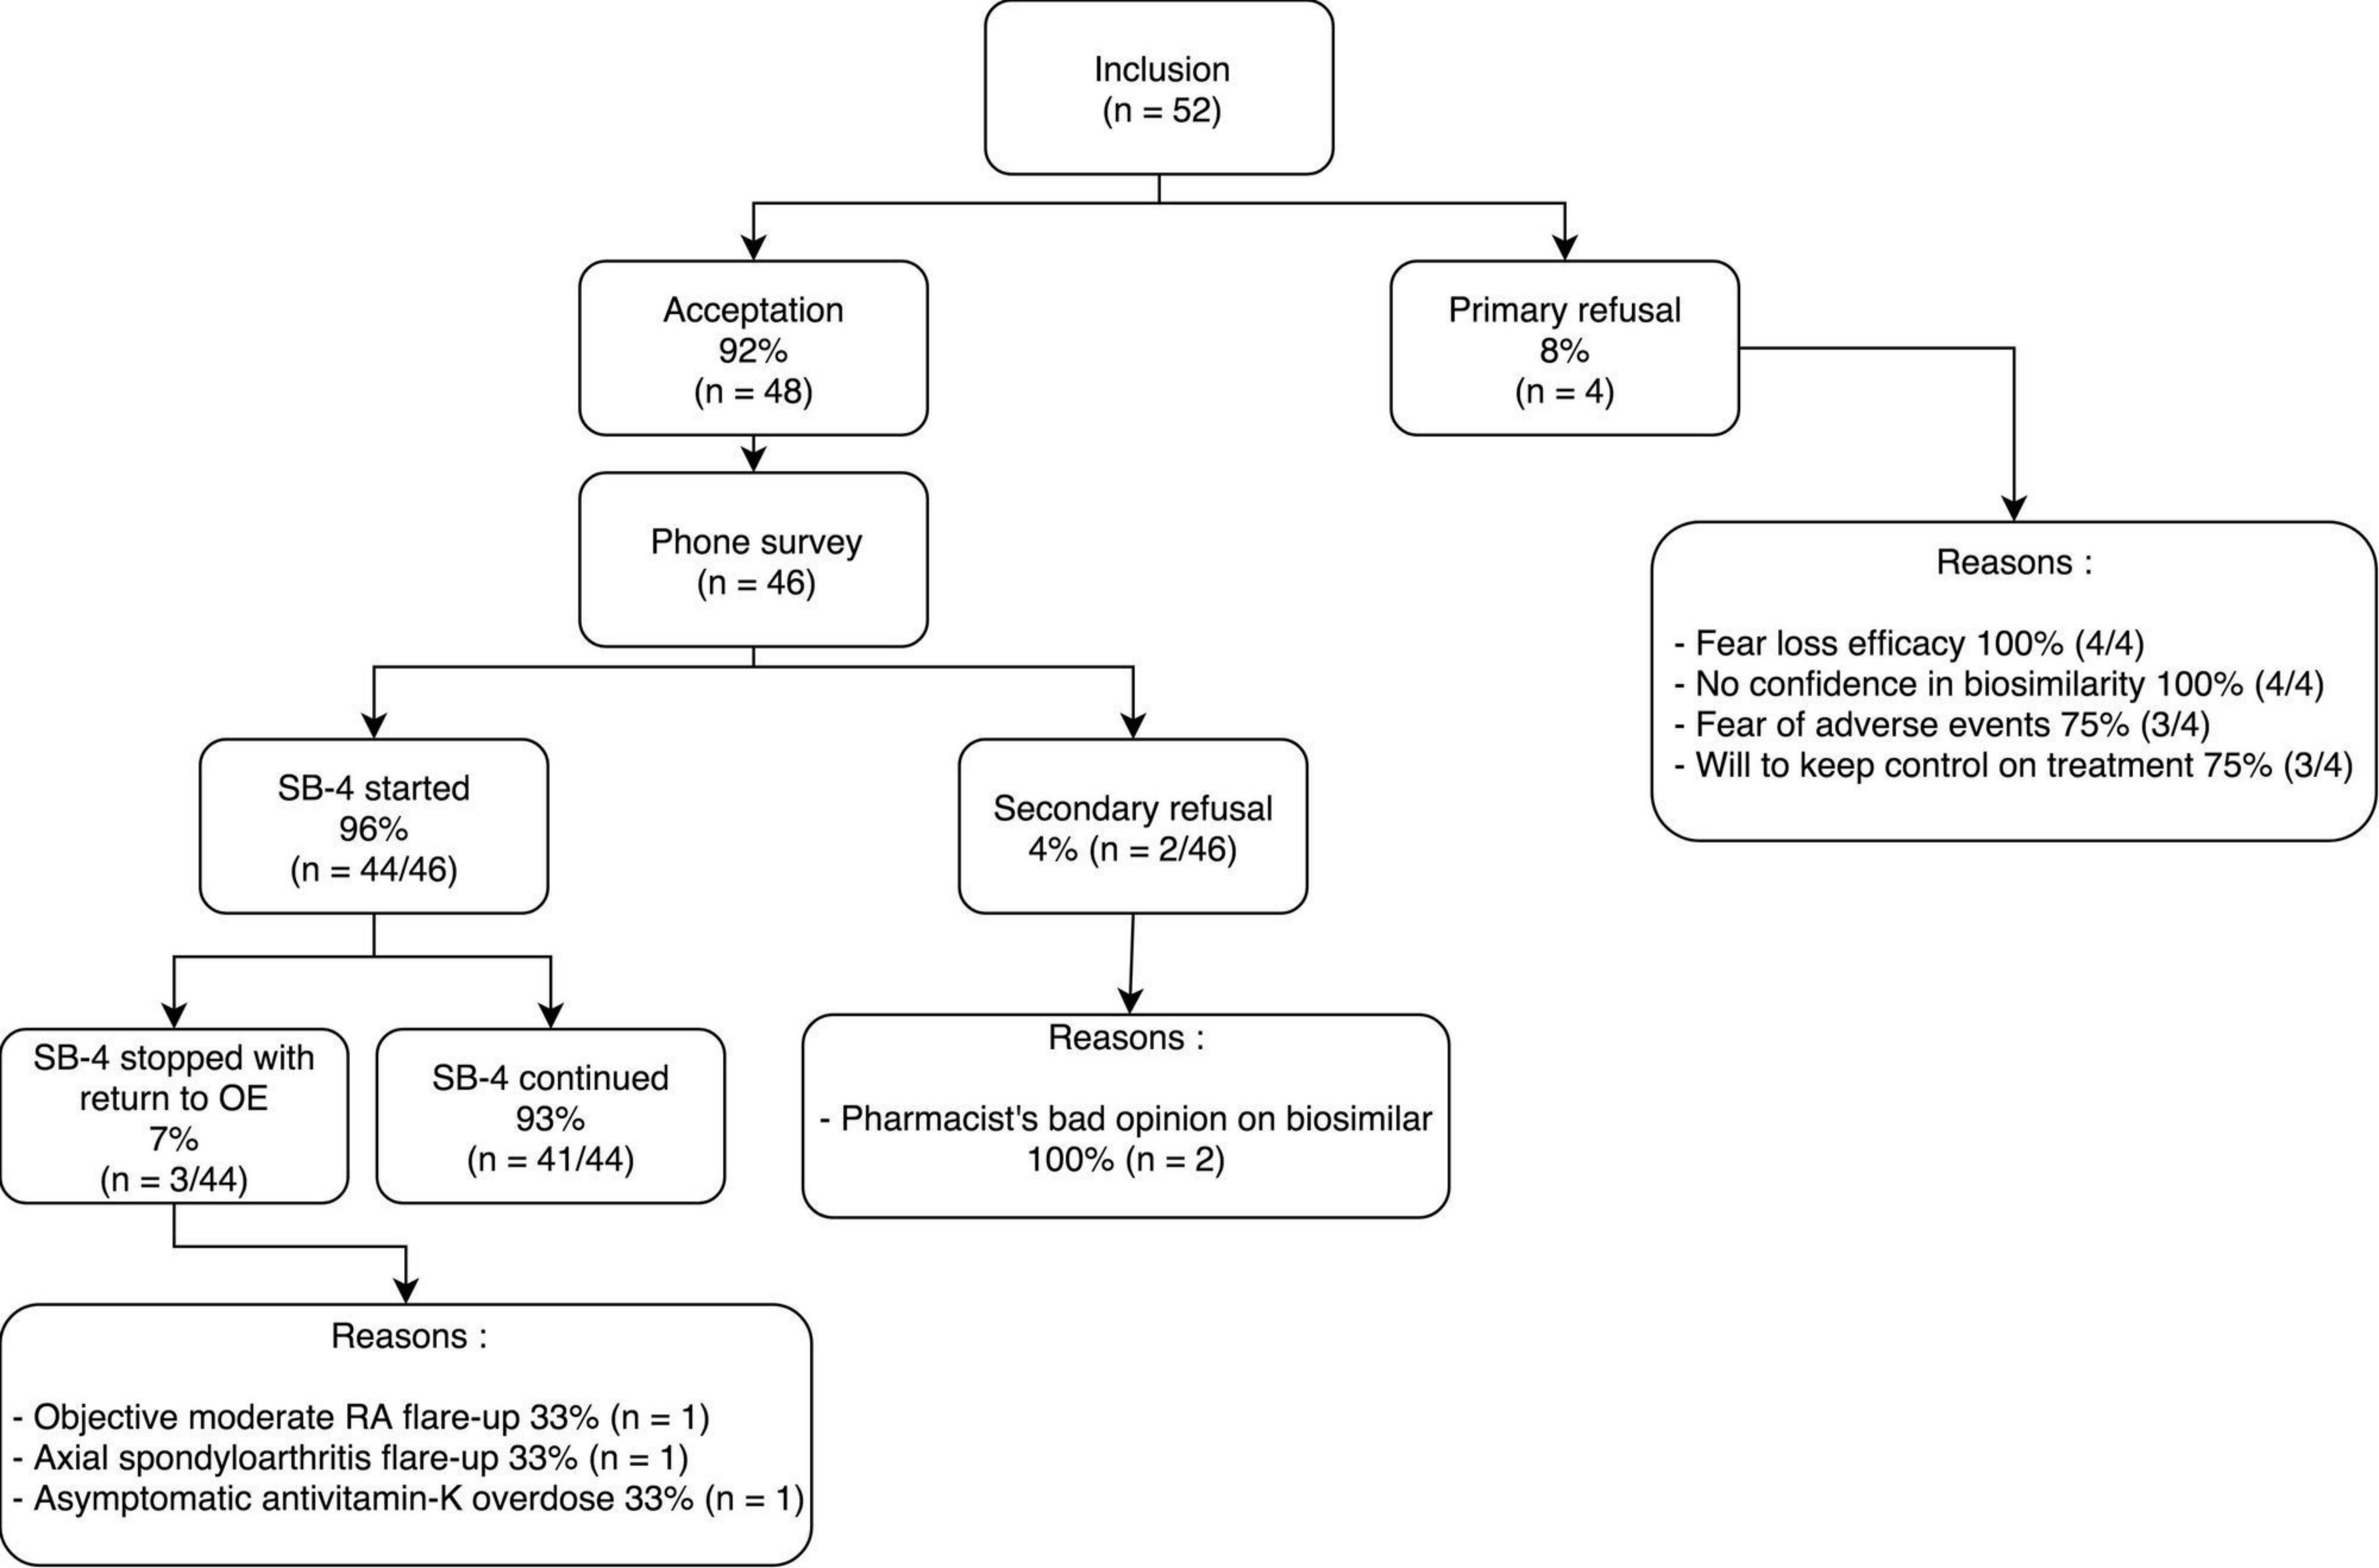 Inclusion
(n = 52)
Acceptation
92%
(n = 48)
Primary refusal
8%
(n = 4)
Phone survey
(n = 46)
Reasons :
- Fear loss efficacy 100% (4/4)
- No confidence in biosimilarity 100% (4/4)
- Fear of adverse events 75% (3/4)
- Will to keep control on treatment 75% (3/4)
SB-4 started
96%
(n = 44/46)
Secondary refusal
4% (n = 2/46)
SB-4 stopped with
return to OE
7%
(n = 3/44)
SB-4 continued
93%
(n = 41/44)
Reasons :
- Pharmacist's bad opinion on biosimilar
100% (n = 2)
Reasons :
- Objective moderate RA flare-up 33% (n = 1)
- Axial spondyloarthritis flare-up 33% (n = 1)
- Asymptomatic antivitamin-K overdose 33% (n = 1)